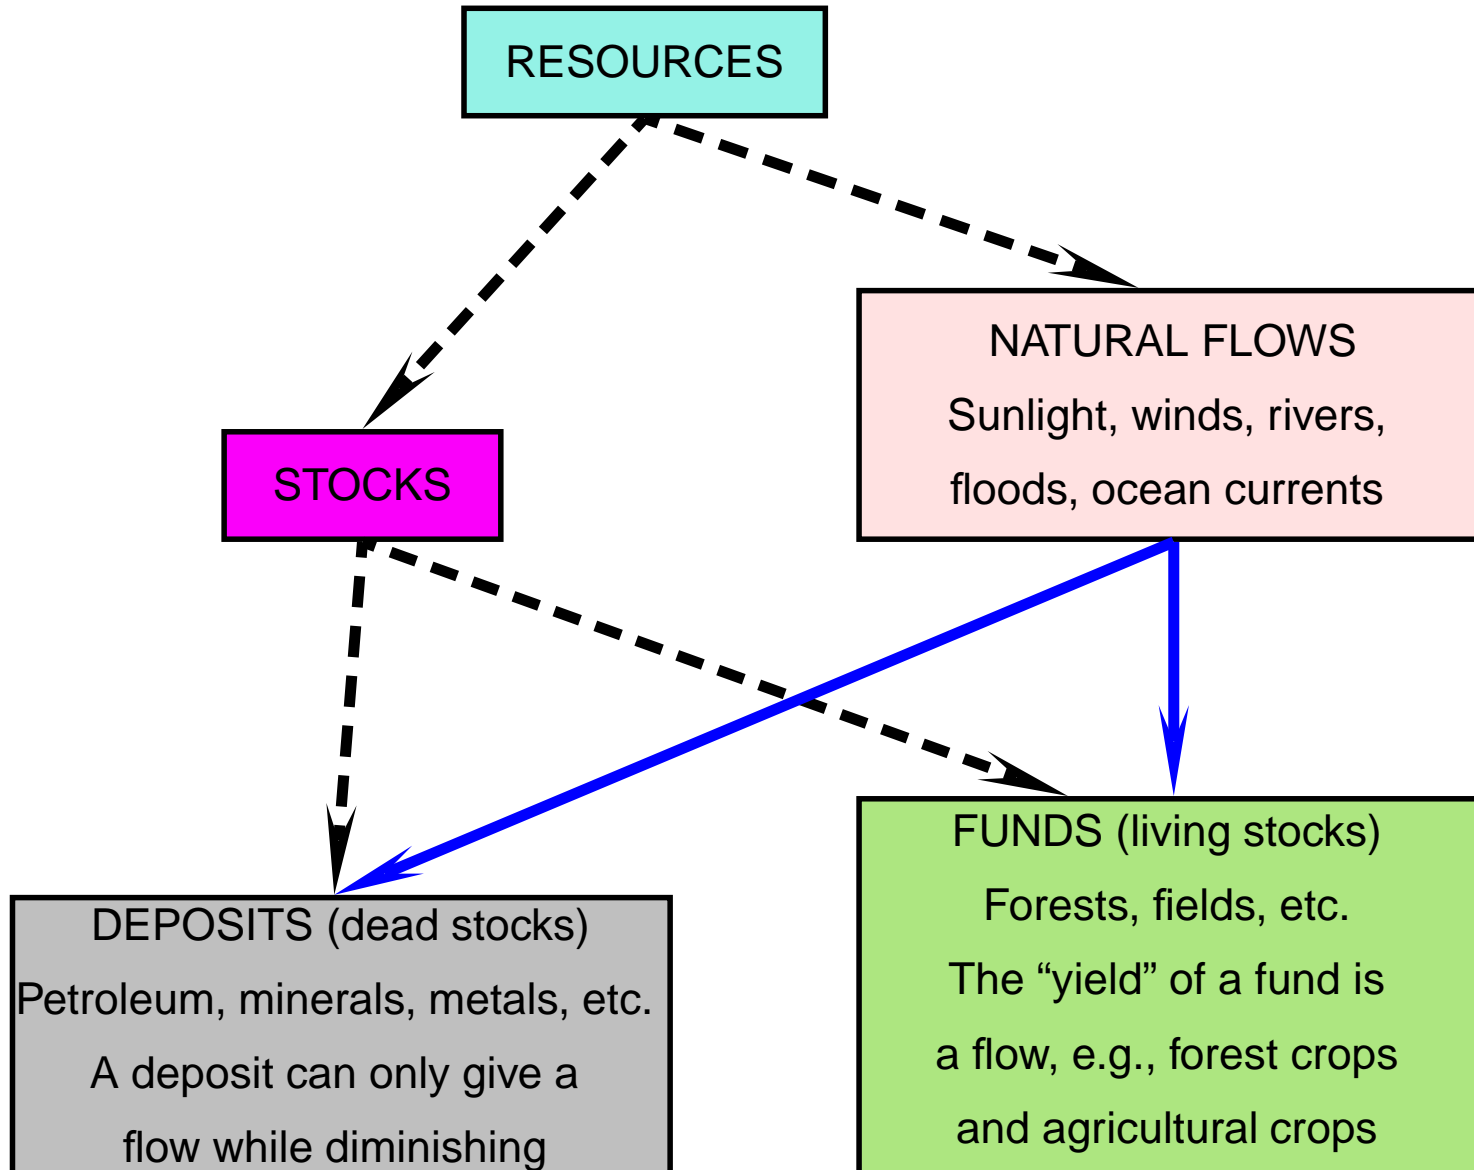 RESOURCES
NATURAL FLOWS
Sunlight, winds, rivers,
floods, ocean currents
STOCKS
FUNDS (living stocks)
Forests, fields, etc.
The “yield” of a fund is
a flow, e.g., forest crops
and agricultural crops
DEPOSITS (dead stocks)
Petroleum, minerals, metals, etc.
A deposit can only give a
flow while diminishing